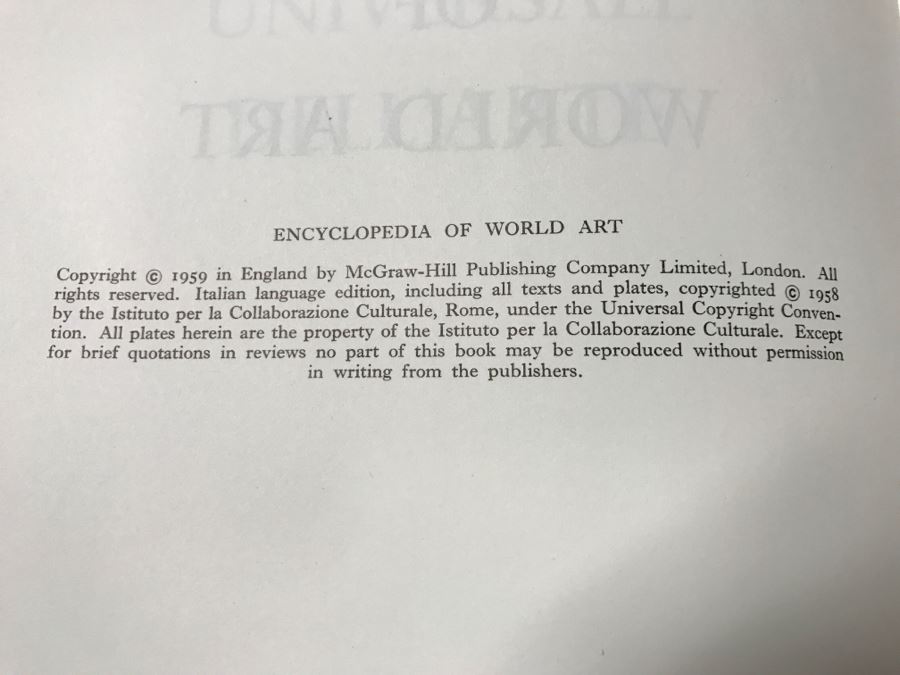 ENCYCLOPEDIA OF WORLD ART
Copyright © 1959 in England by McGraw-Hill Publishing Company Limited, London. All
rights reserved. Italian language edition, including all texts and plates, copyrighted © 1958
by the Istituto per la Collaborazione Culturale, Rome, under the Universal Copyright Conven-
tion. All plates herein are the property of the Istituto per la Collaborazione Culturale. Except
for brief quotations in reviews no part of this book may be reproduced without permission
in writing from the publishers.